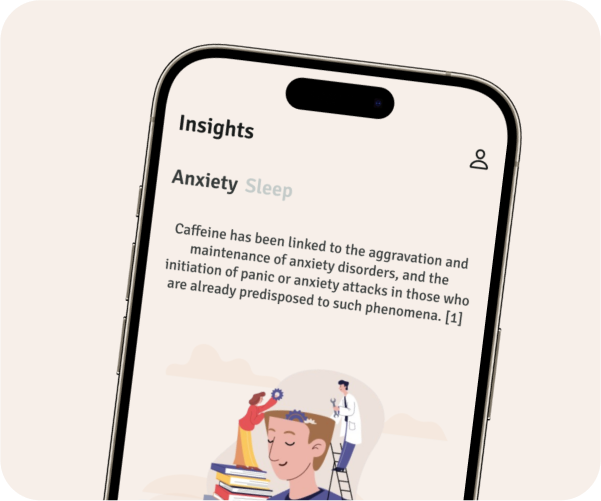 Insights
Anxiety Sleep
Caffeine has been linked to the aggravation and
maintenance of anxiety disorders, and the
initiation of panic or anxiety attacks in those who
are already predisposed to such phenomena. [1]